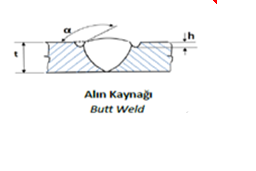 α
h
t
Alın Kaynağı
Butt Weld